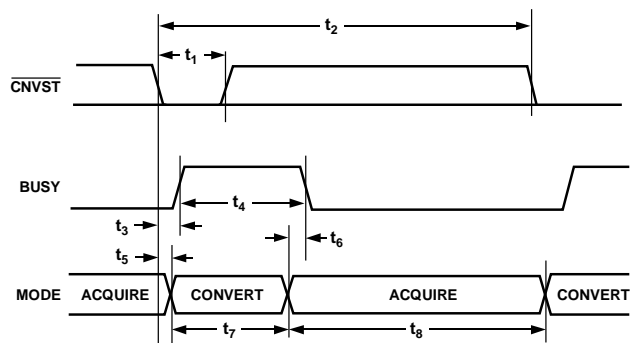 t2
t1
CNVST
BUSY
t4
t3
t6
t5
MODE ACQUIRE CONVERT ACQUIRE CONVERT
t7 t8